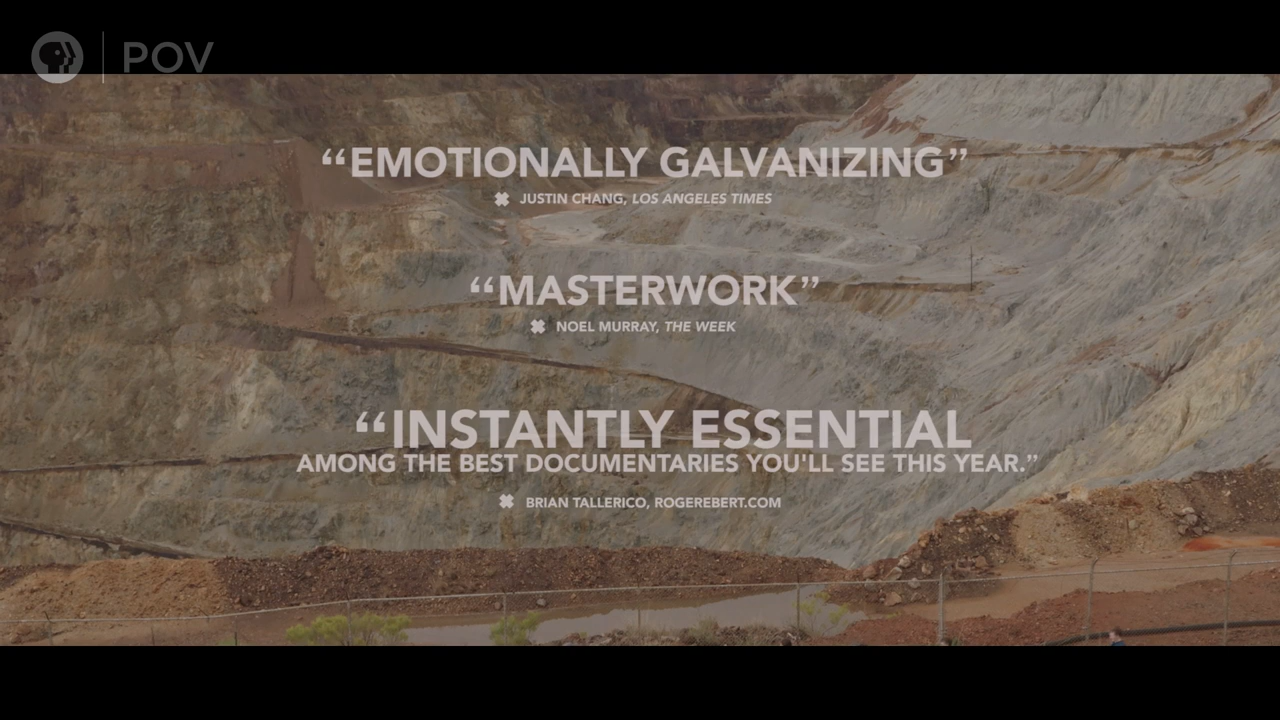 POV
“EMOTIONALLY GALVANIZING”
JUSTIN CHANG, LOS ANGELES TIMES
“MASTERWORK”
NOEL MURRAY, THE WEEK
“INSTANTLY ESSENTIAL
AMONG THE BEST DOCUMENTARIES YOU'LL SEE THIS YEAR.”
BRIAN TALLERICO, ROGEREBERT.COM